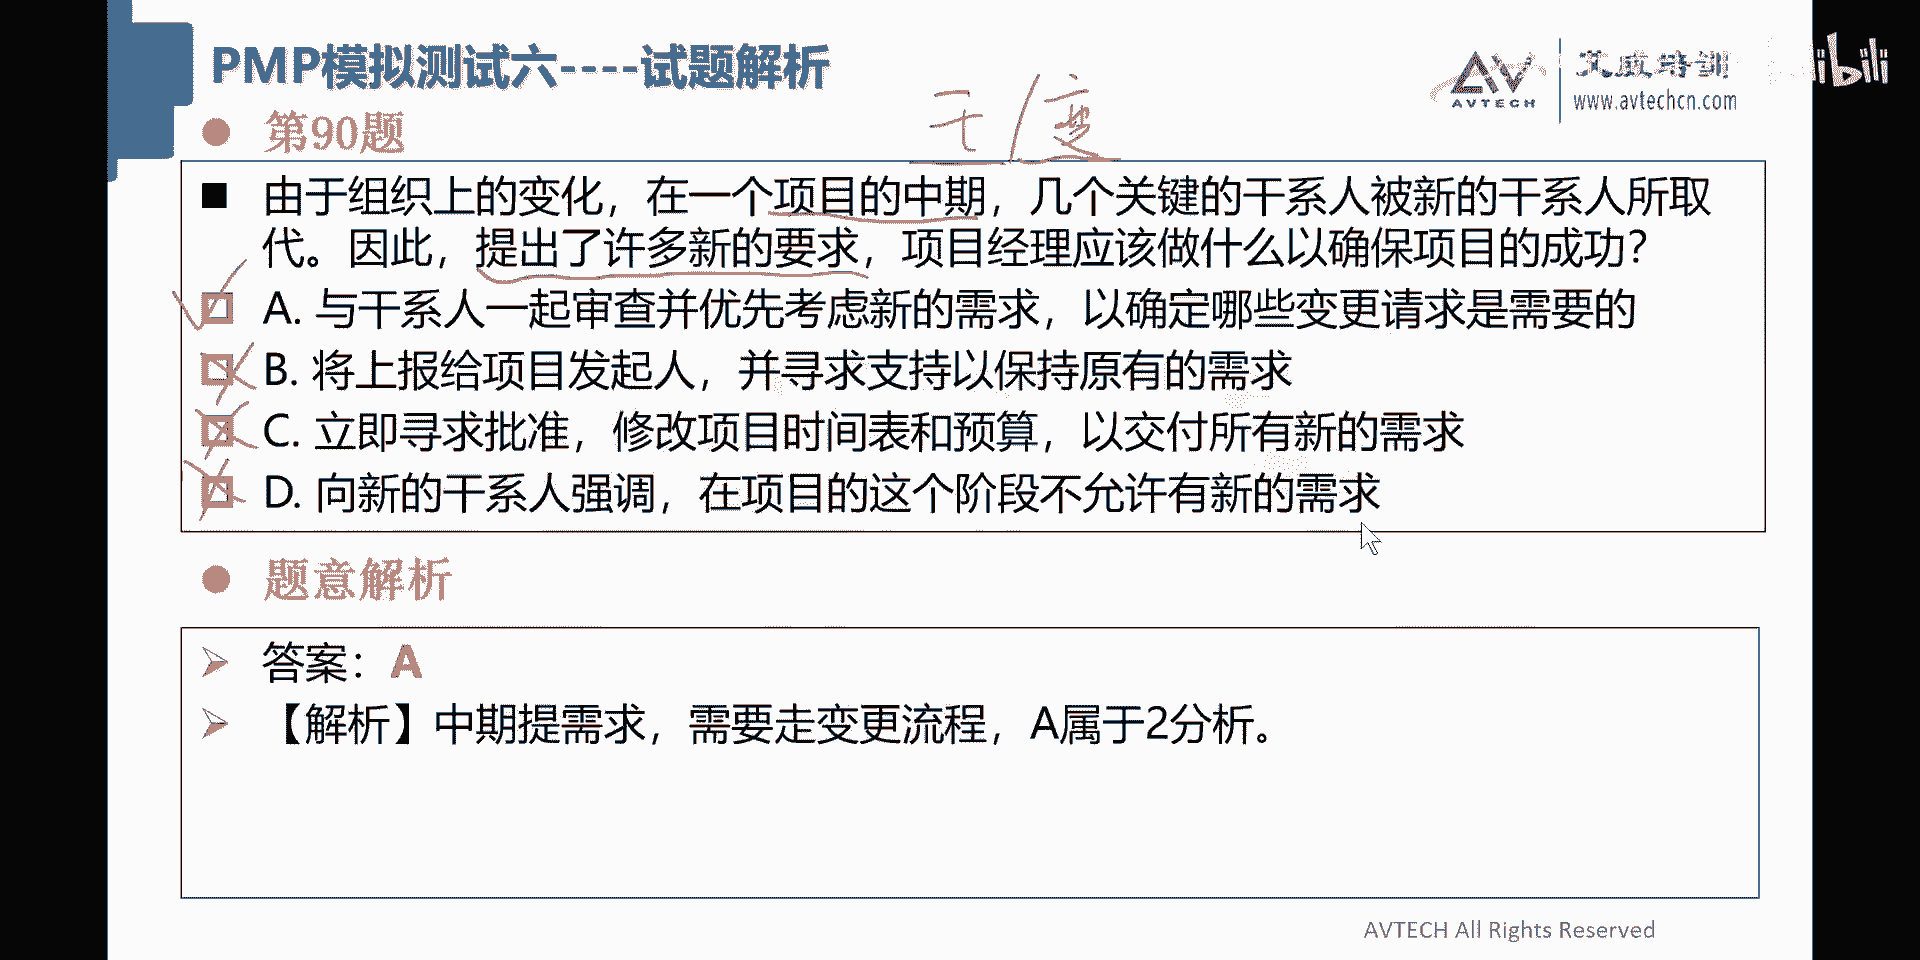 PMP模拟测试六----试题解析
AVTECH
艾威培训
www.avtechcn.com
libili
第90题
干/变
由于组织上的变化，在一个项目的中期，几个关键的干系人被新的干系人所取
代。因此，提出了许多新的要求，项目经理应该做什么以确保项目的成功？
A. 与干系人一起审查并优先考虑新的需求，以确定哪些变更请求是需要的
B. 将上报给项目发起人，并寻求支持以保持原有的需求
C. 立即寻求批准，修改项目时间表和预算，以交付所有新的需求
D. 向新的干系人强调，在项目的这个阶段不允许有新的需求
题意解析
答案：A
【解析】中期提需求，需要走变更流程，A属于2分析。
AVTECH All Rights Reserved